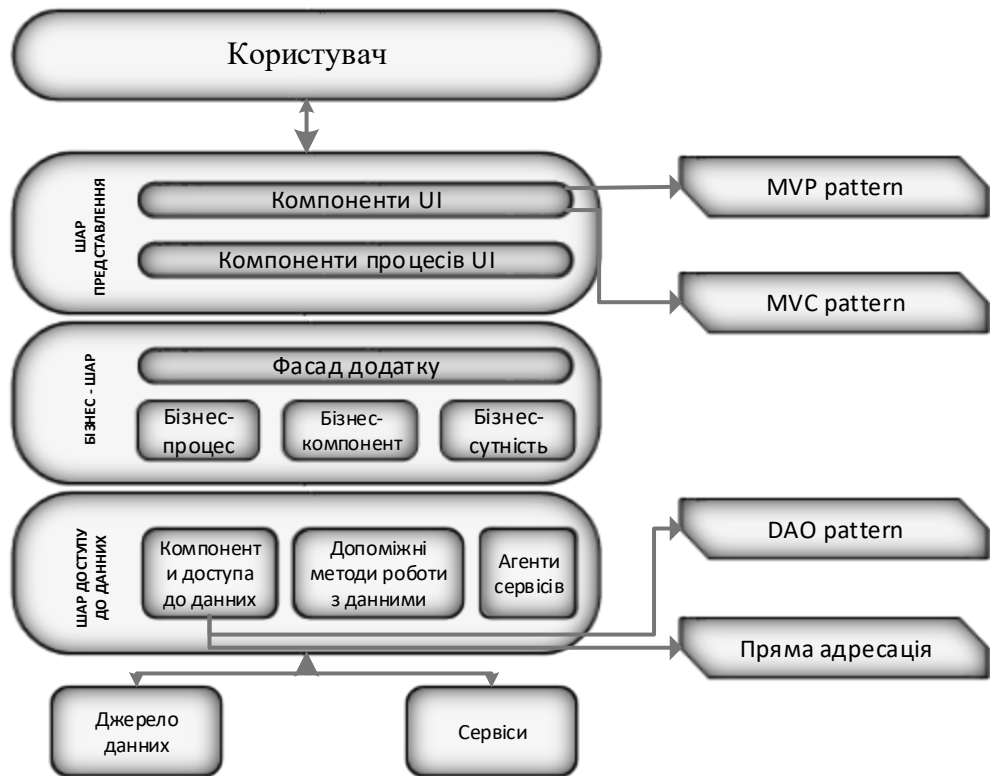 Користувач
ШАР
ПРЕДСТАВЛЕННЯ
Компоненти UI
Компоненти процесів UI
MVP pattern
MVC pattern
БІЗНЕС - ШАР
Фасад додатку
Бізнес-
процес
Бізнес-
компонент
Бізнес-
сутність
ШАР ДОСТУПУ
ДО ДАННИХ
Компонент
и доступа
до данних
Допоміжні
методи роботи
з данними
Агенти
сервісів
DAO pattern
Пряма адресація
Джерело
данних
Сервіси